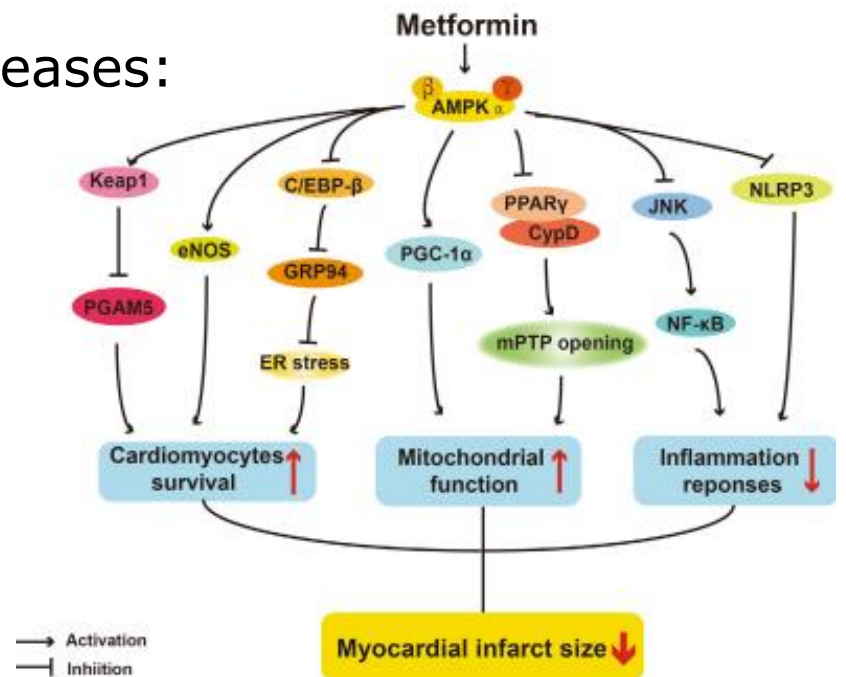 eases:
Metformin
β γ
AMPK α
Keap1
eNOS
C/EBP-β
PGC-1α
PPARγ
CypD
JNK
NLRP3
PGAM5
GRP94
ER stress
mPTP opening
NF-κB
Cardiomyocytes
survival
Mitochondrial
function
Inflammation
reponses
Myocardial infarct size
Activation
Inhiition